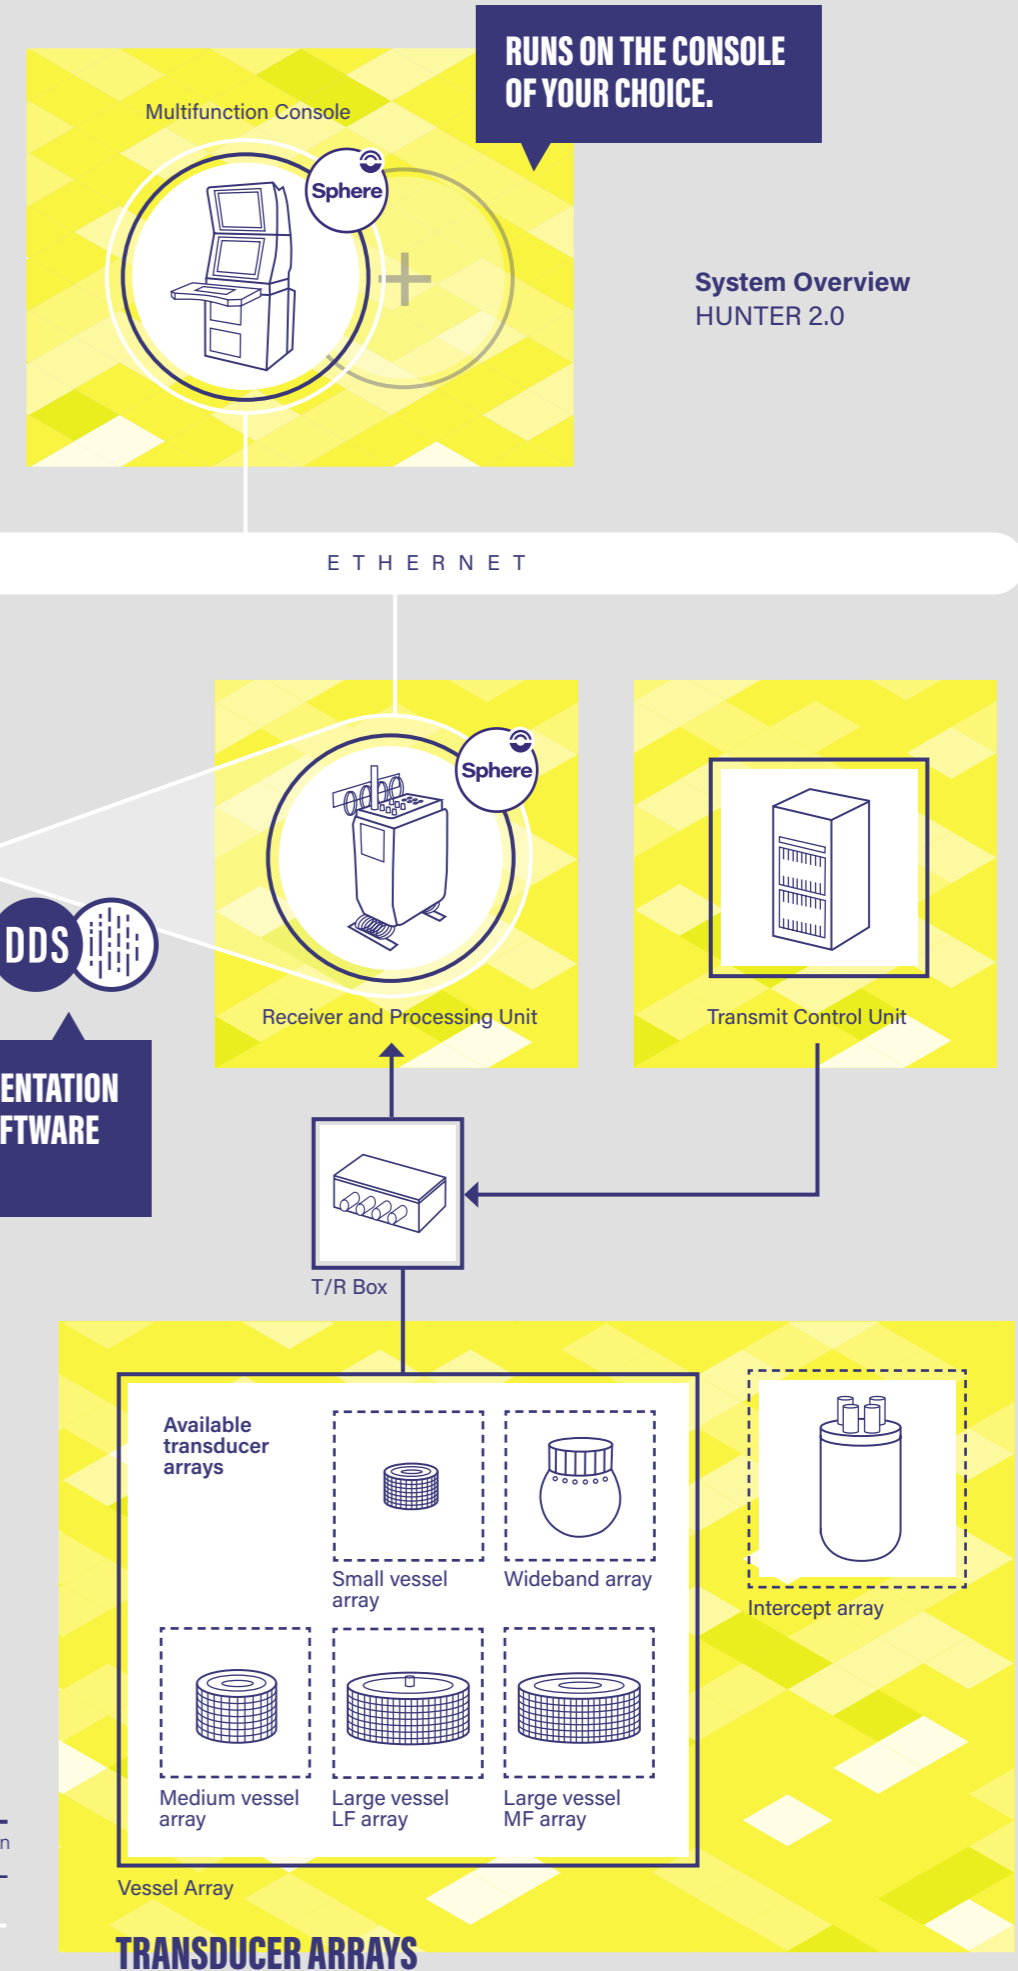 RUNS ON THE CONSOLE
OF YOUR CHOICE.
Multifunction Console
Sphere
System Overview
HUNTER 2.0
ETHERNET
Sphere
DDS
Receiver and Processing Unit
Transmit Control Unit
ENTATION
FTWARE
T/R Box
Available
transducer
arrays
Small vessel
array
Wideband array
Intercept array
Medium vessel
array
Large vessel
LF array
Large vessel
MF array
n
Vessel Array
TRANSDUCER ARRAYS